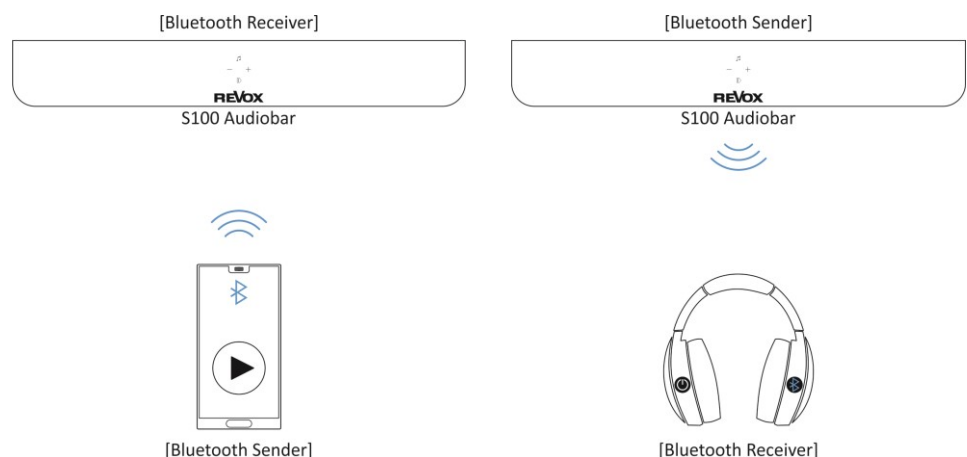 [Bluetooth Receiver]
REVOX
S100 Audiobar
[Bluetooth Sender]
[Bluetooth Sender]
REVOX
S100 Audiobar
[Bluetooth Receiver]